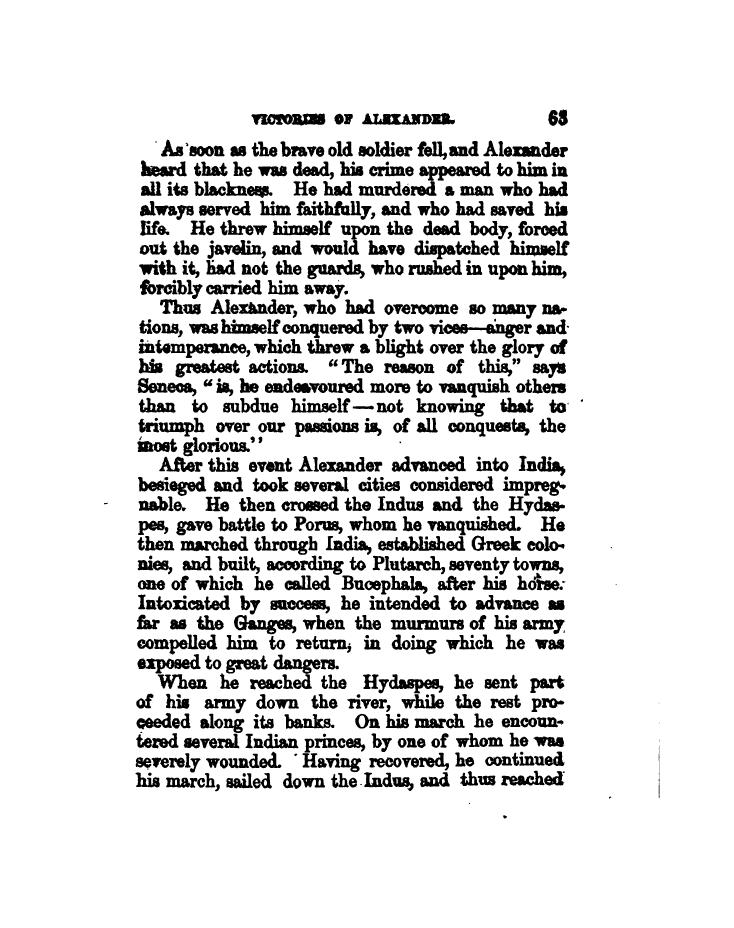 VICTORIES OF ALEXANDER. 63
As soon as the brave old soldier fell, and Alexander
heard that he was dead, his crime appeared to him in
all its blackness. He had murdered a man who had
always served him faithfully, and who had saved his
life. He threw himself upon the dead body, forced
out the javelin, and would have dispatched himself
with it, had not the guards, who rushed in upon him,
forcibly carried him away.
Thus Alexander, who had overcome so many na-
tions, was himself conquered by two vices—anger and
intemperance, which threw a blight over the glory of
his greatest actions. “The reason of this,” says
Seneca, “is, he endeavoured more to vanquish others
than to subdue himself—not knowing that to
triumph over our passions is, of all conquests, the
most glorious.''
After this event Alexander advanced into India,
besieged and took several cities considered impreg-
nable. He then crossed the Indus and the Hydas-
pes, gave battle to Porus, whom he vanquished. He
then marched through India, established Greek colo-
nies, and built, according to Plutarch, seventy towns,
one of which he called Bucephala, after his horse.
Intoxicated by success, he intended to advance as
far as the Ganges, when the murmurs of his army
compelled him to return, in doing which he was
exposed to great dangers.
When he reached the Hydaspes, he sent part
of his army down the river, while the rest pro-
ceeded along its banks. On his march he encoun-
tered several Indian princes, by one of whom he was
severely wounded. Having recovered, he continued
his march, sailed down the Indus, and thus reached